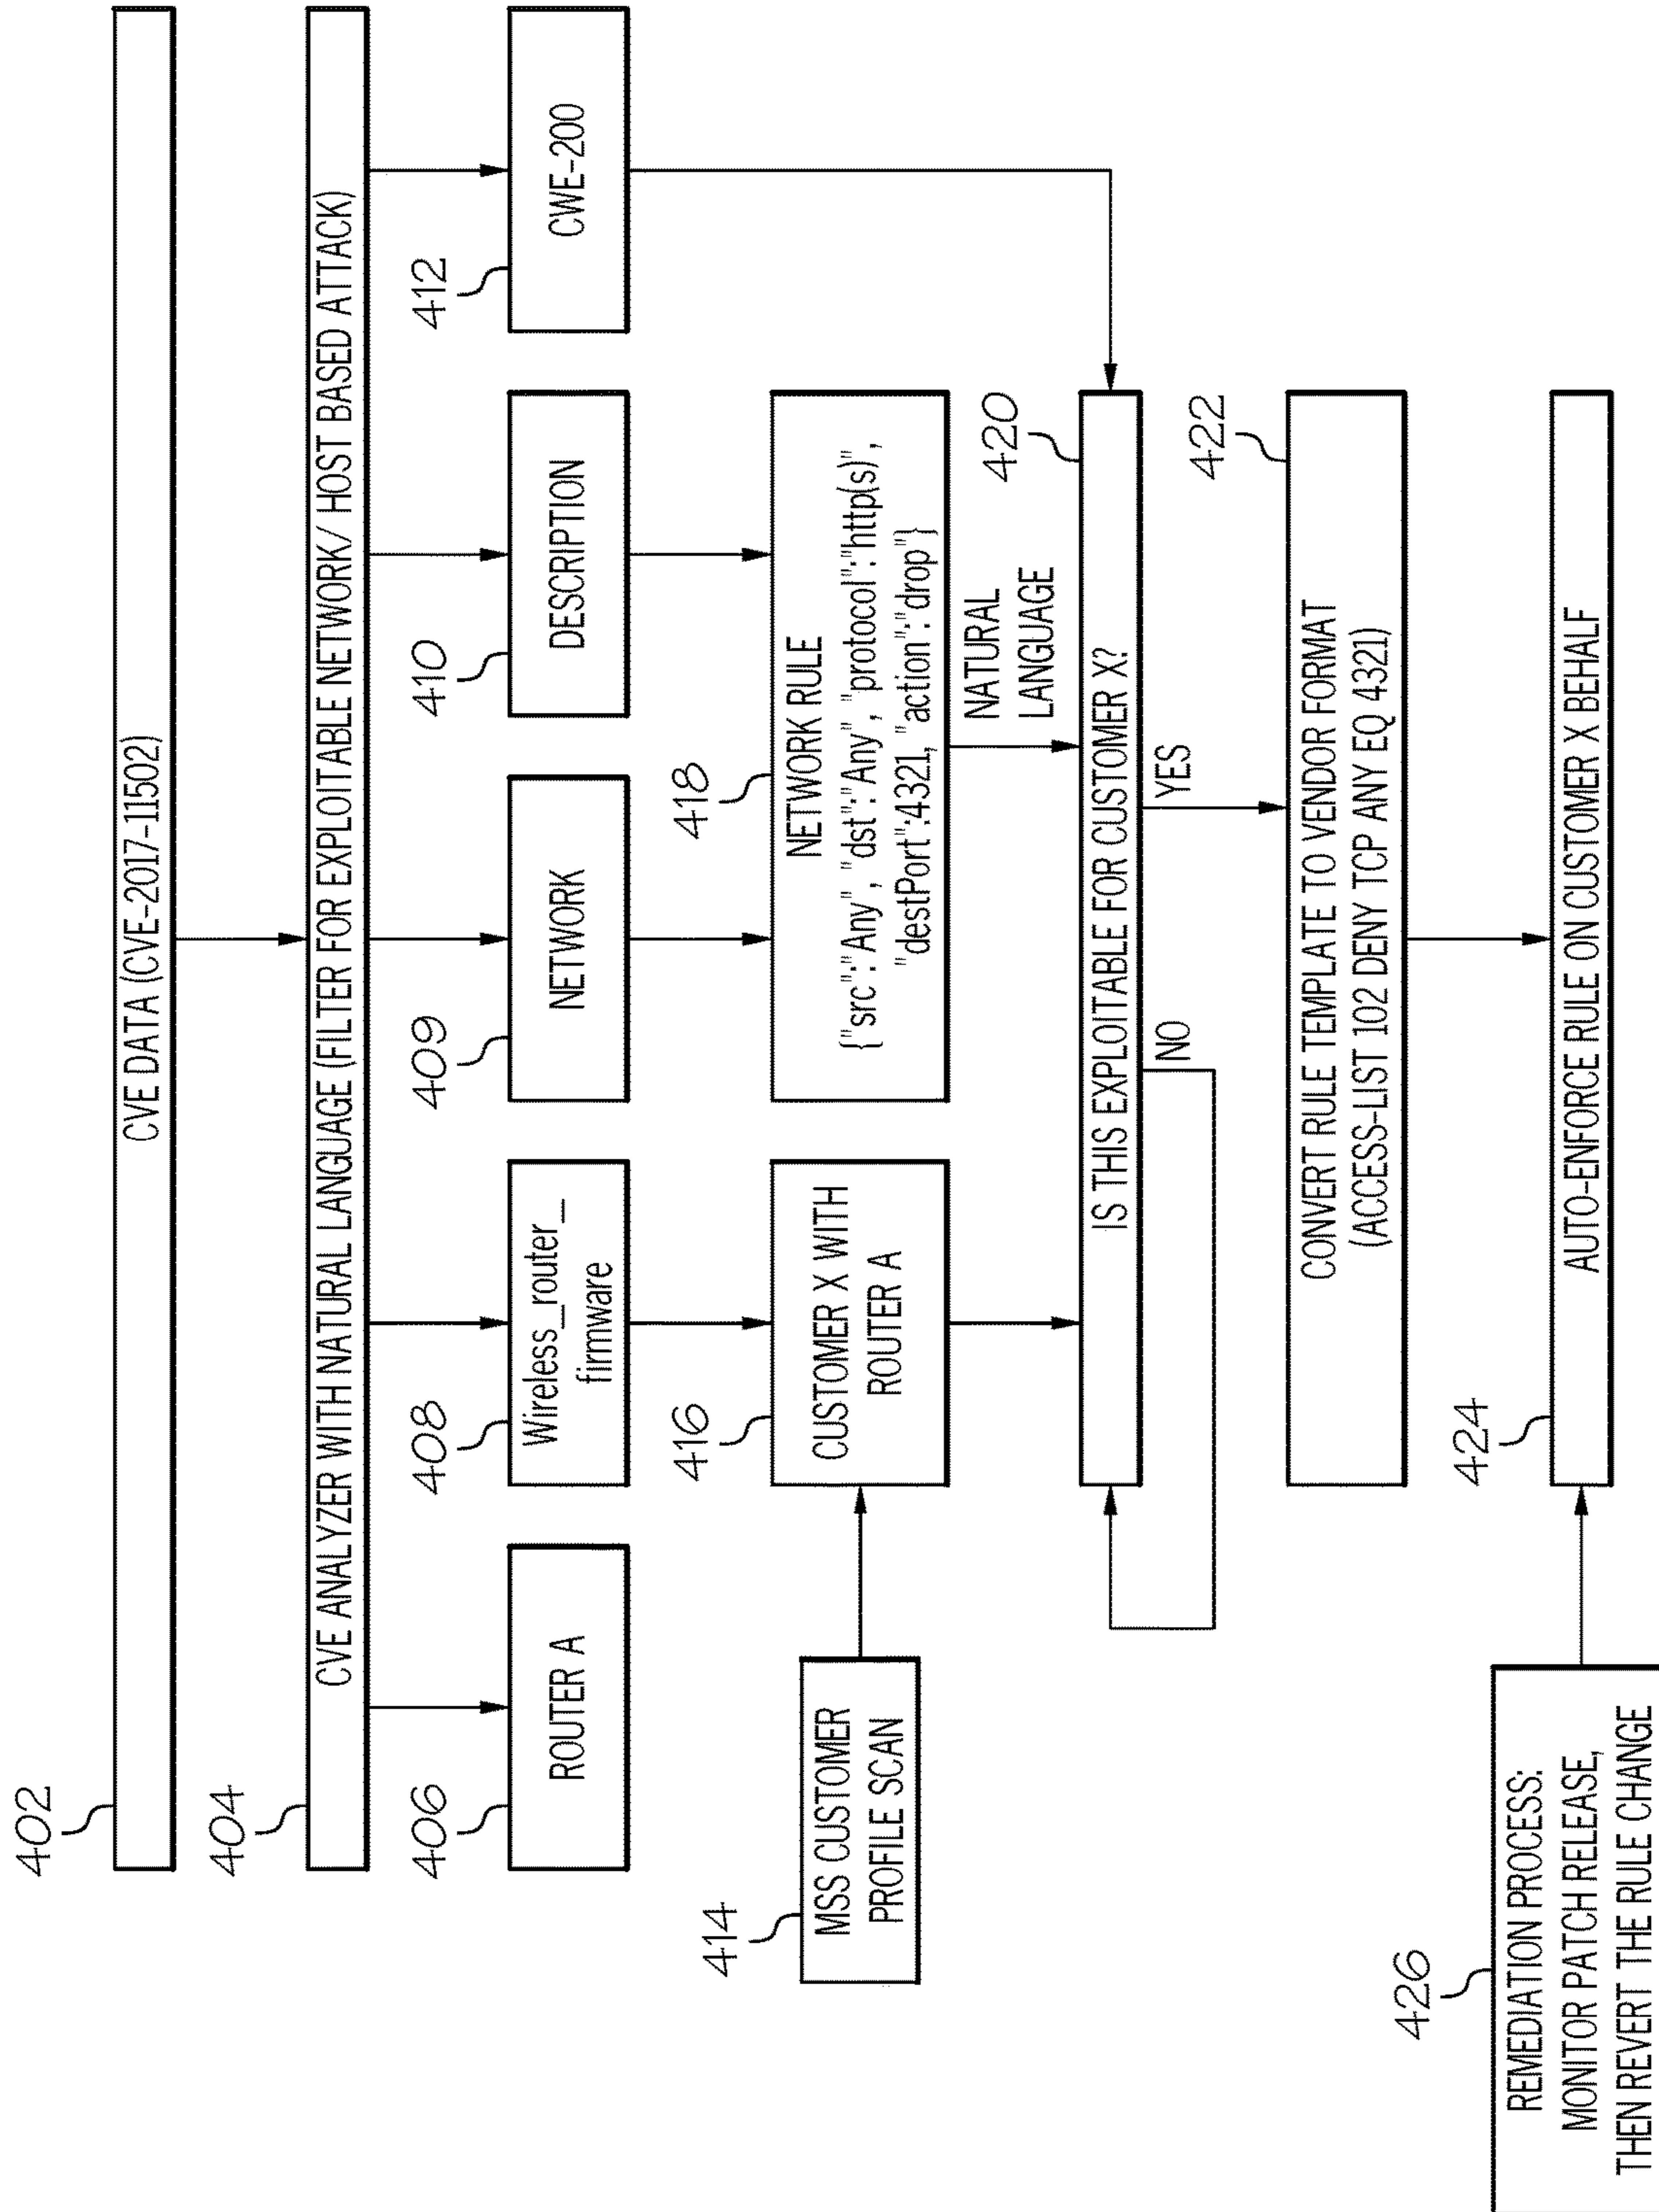 402
CVE DATA (CVE-2017-11502)
404
CVE ANALYZER WITH NATURAL LANGUAGE (FILTER FOR EXPLOITABLE NETWORK/ HOST BASED ATTACK)
406
ROUTER A
408
Wireless_router_
firmware
409
NETWORK
410
DESCRIPTION
412
CWE-200
414
MSS CUSTOMER
PROFILE SCAN
416
CUSTOMER X WITH
ROUTER A
418
NETWORK RULE
{"src":"Any", "dst":"Any", "protocol":"http(s)",
"destPort":4321, "action":"drop"}
NATURAL
LANGUAGE
420
IS THIS EXPLOITABLE FOR CUSTOMER X?
NO
YES
422
CONVERT RULE TEMPLATE TO VENDOR FORMAT
(ACCESS-LIST 102 DENY TCP ANY EQ 4321)
424
AUTO-ENFORCE RULE ON CUSTOMER X BEHALF
426
REMEDIATION PROCESS:
MONITOR PATCH RELEASE,
THEN REVERT THE RULE CHANGE